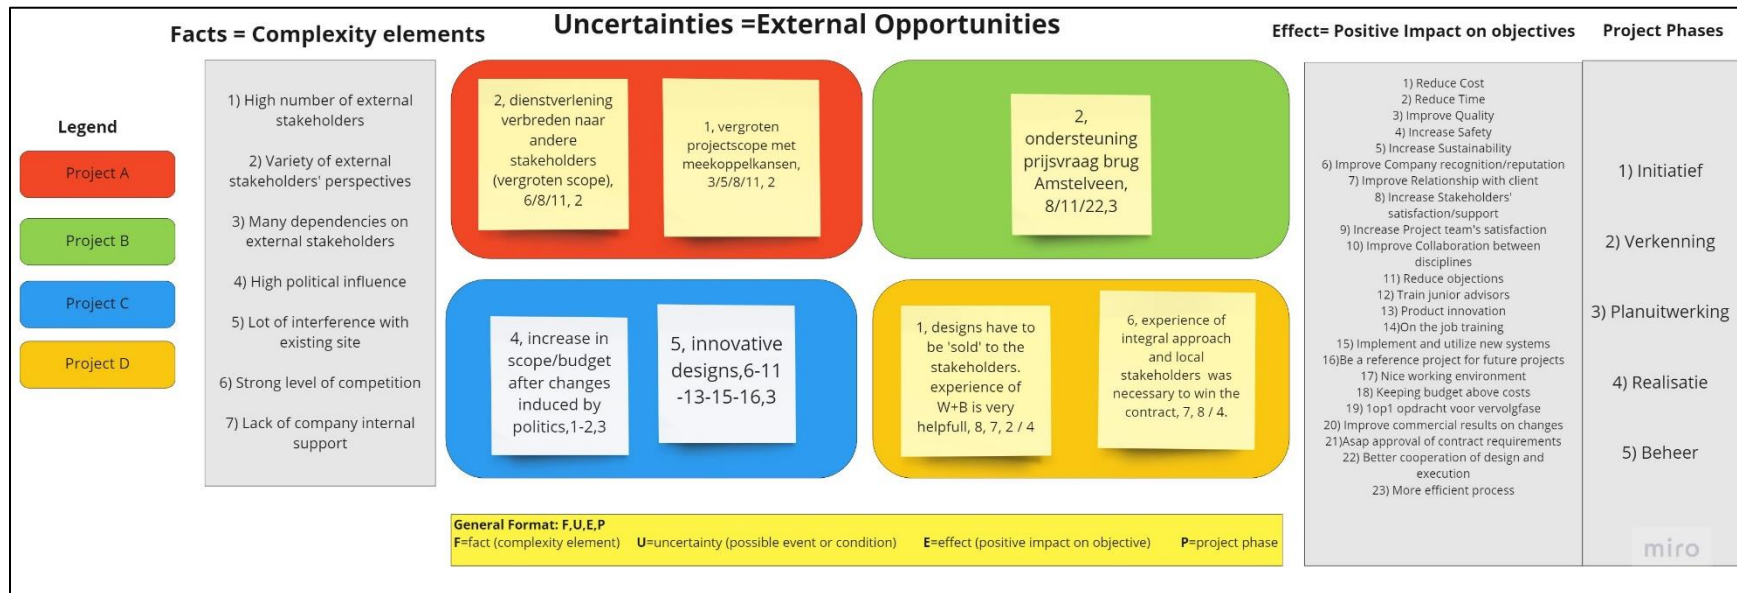 Uncertainties =External Opportunities
Facts = Complexity elements
Effect= Positive Impact on objectives
Project Phases
Legend
Project A
Project B
Project C
Project D
1) High number of external
stakeholders
2) Variety of external
stakeholders' perspectives
3) Many dependencies on
external stakeholders
4) High political influence
5) Lot of interference with
existing site
6) Strong level of competition
7) Lack of company internal
support
2, dienstverlening
verbreden naar
andere
stakeholders
(vergroten scope),
6/8/11, 2
1, vergroten
projectscope met
meekoppelkansen,
3/5/8/11, 2
2,
ondersteuning
prijsvraag brug
Amstelveen,
8/11/22,3
4, increase in
scope/budget
after changes
induced by
politics,1-2,3
5, innovative
designs,6-11
-13-15-16,3
1, designs have to
be 'sold' to the
stakeholders.
experience of
W+B is very
helpfull, 8, 7, 2 / 4
6, experience of
integral approach
and local
stakeholders was
necessary to win the
contract, 7, 8 / 4.
General Format: F,U,E,P
F=fact (complexity element) U=uncertainty (possible event or condition) E=effect (positive impact on objective) P=project phase
1) Reduce Cost
2) Reduce Time
3) Improve Quality
4) Increase Safety
5) Increase Sustainability
6) Improve Company recognition/reputation
7) Improve Relationship with client
8) Increase Stakeholders'
satisfaction/support
9) Increase Project team's satisfaction
10) Improve Collaboration between
disciplines
11) Reduce objections
12) Train junior advisors
13) Product innovation
14)On the job training
15) Implement and utilize new systems
16)Be a reference project for future projects
17) Nice working environment
18) Keeping budget above costs
19) 1op1 opdracht voor vervolgfase
20) Improve commercial results on changes
21)Asap approval of contract requirements
22) Better cooperation of design and
execution
23) More efficient process
1) Initiatief
2) Verkenning
3) Planuitwerking
4) Realisatie
5) Beheer
miro